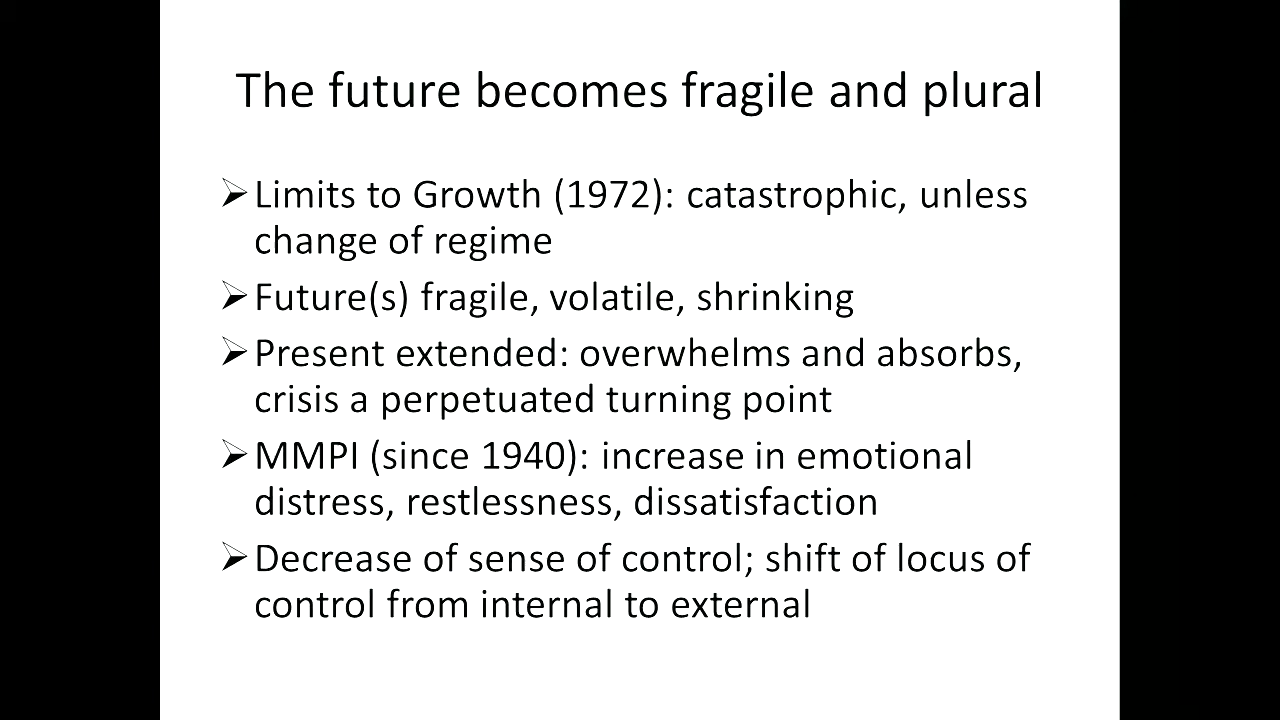 The future becomes fragile and plural
➢Limits to Growth (1972): catastrophic, unless
change of regime
➢Future(s) fragile, volatile, shrinking
➢Present extended: overwhelms and absorbs,
crisis a perpetuated turning point
➢MMPI (since 1940): increase in emotional
distress, restlessness, dissatisfaction
➢Decrease of sense of control; shift of locus of
control from internal to external